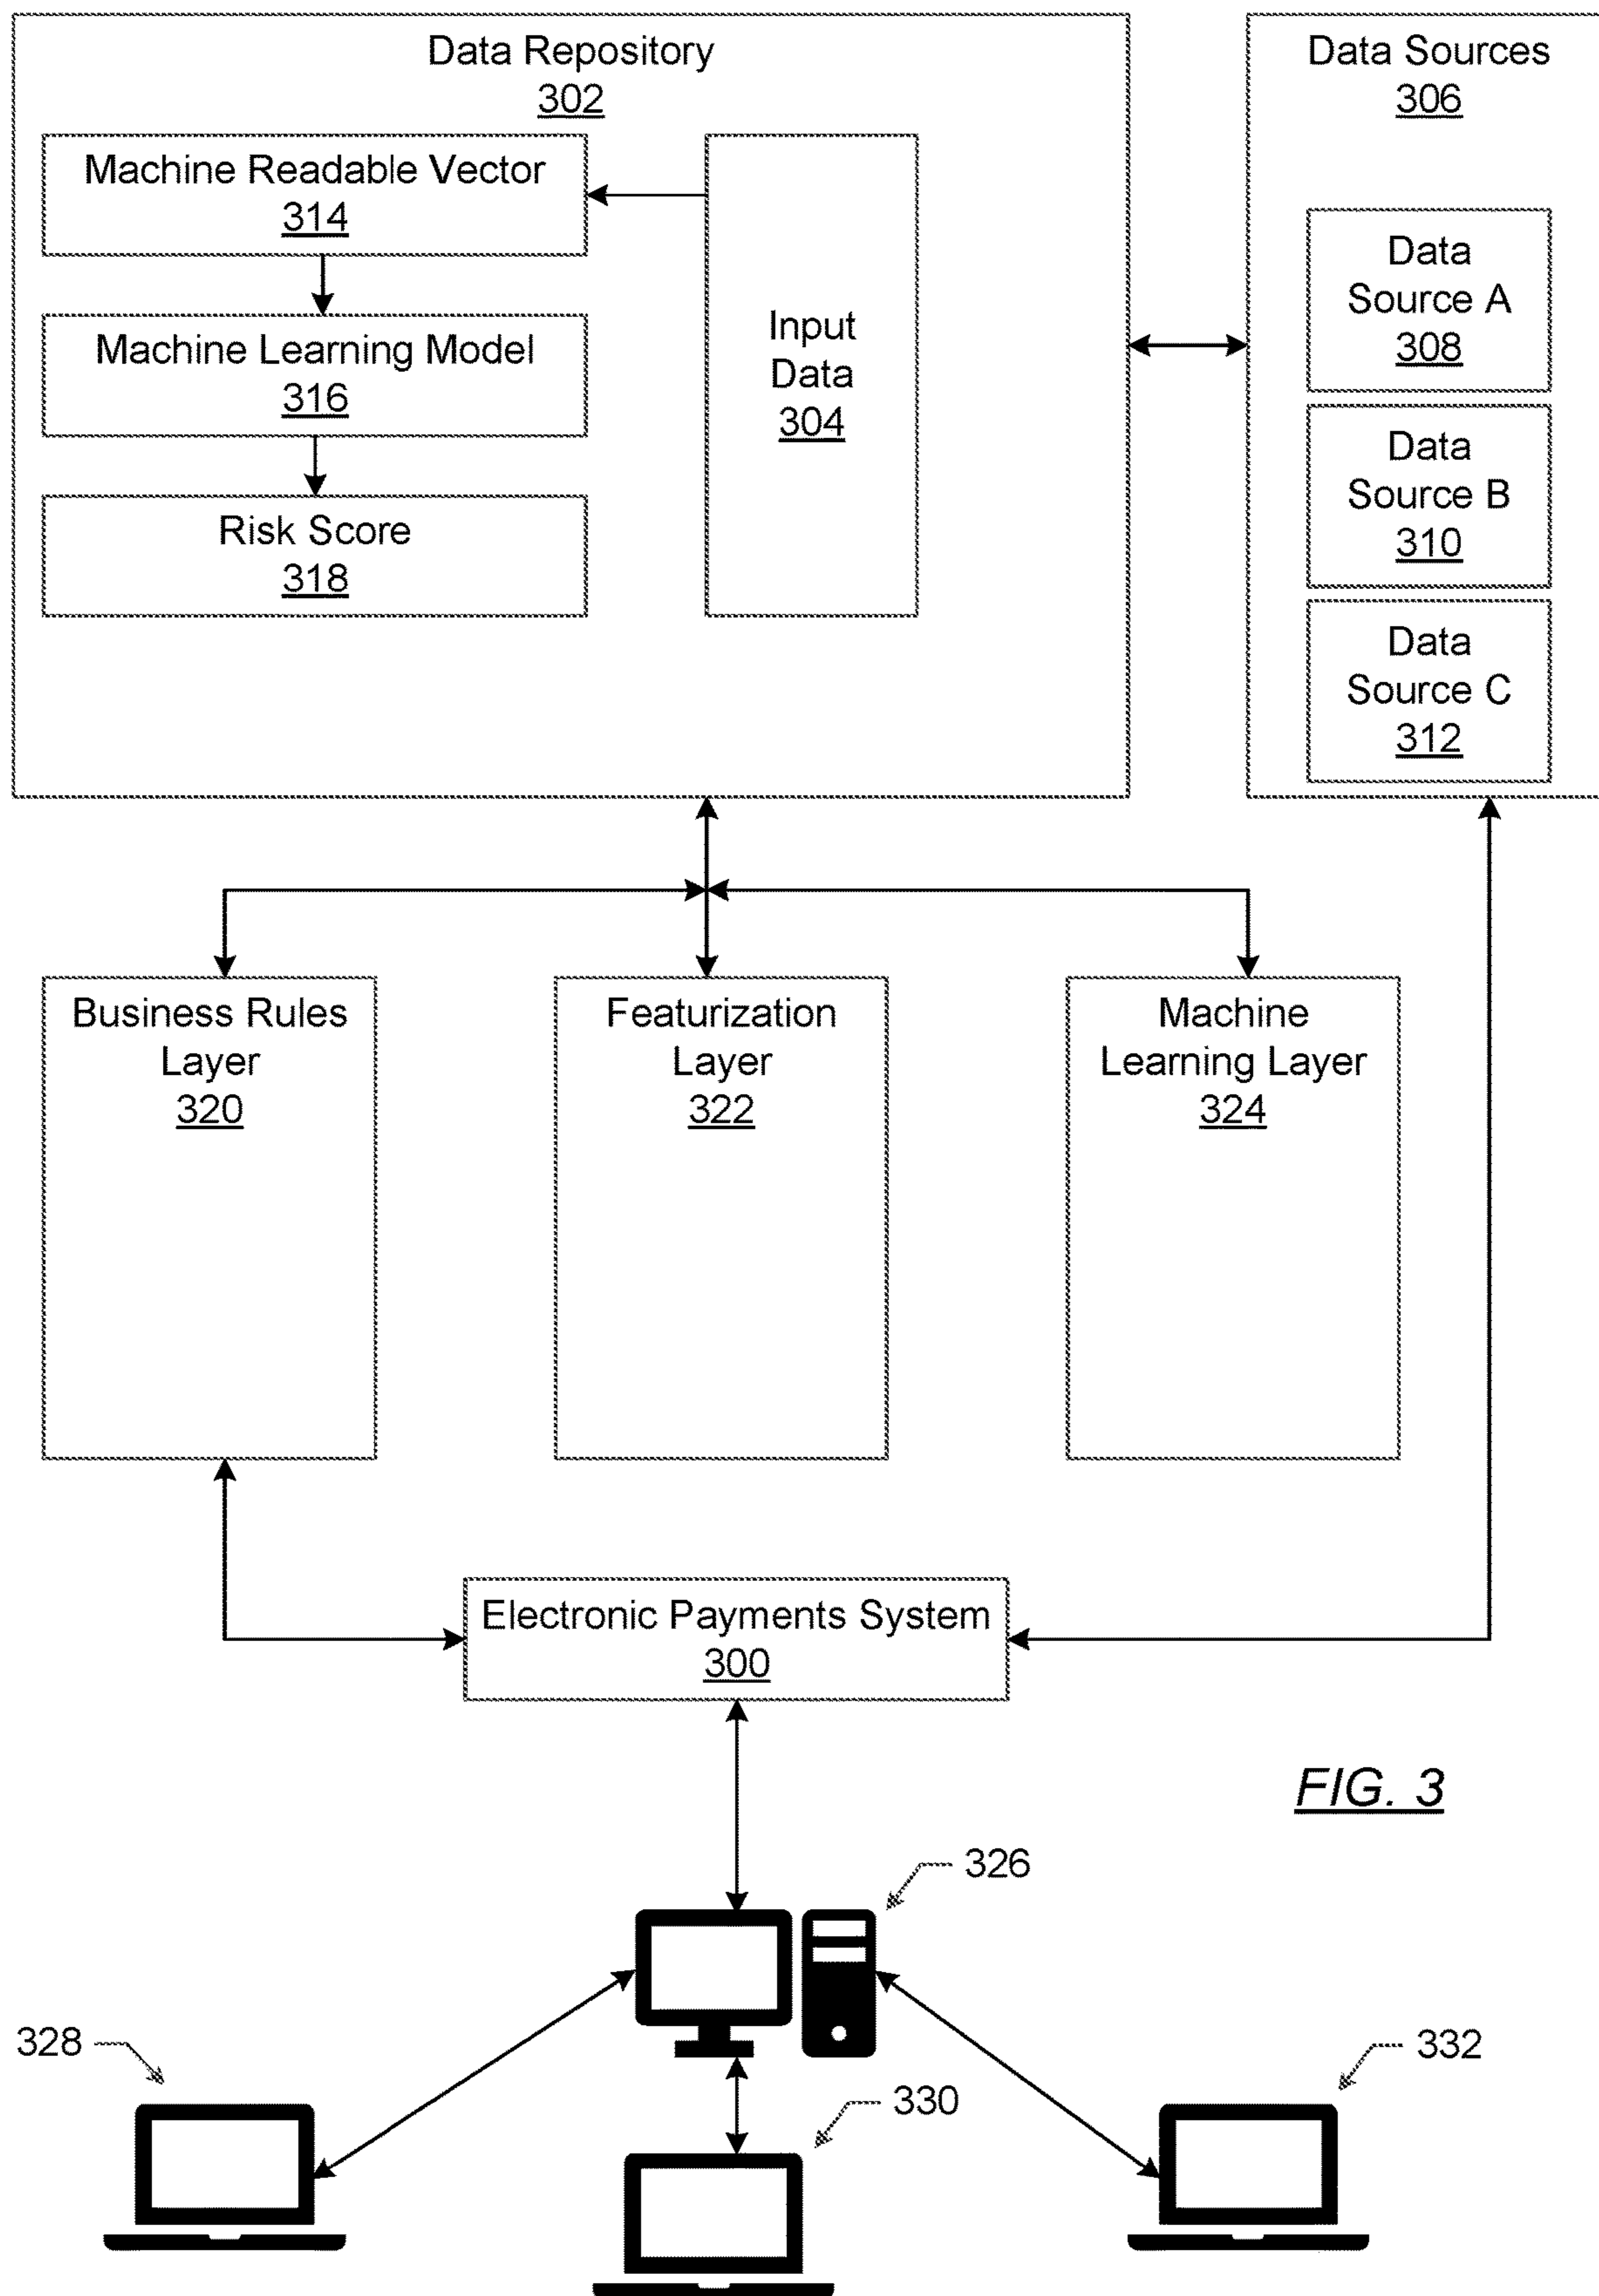 Data Repository
302
Machine Readable Vector
314
Machine Learning Model
316
Risk Score
318
Input
Data
304
Data Sources
306
Data
Source A
308
Data
Source B
310
Data
Source C
312
Business Rules
Layer
320
Featurization
Layer
322
Machine
Learning Layer
324
Electronic Payments System
300
FIG. 3
326
328
330
332